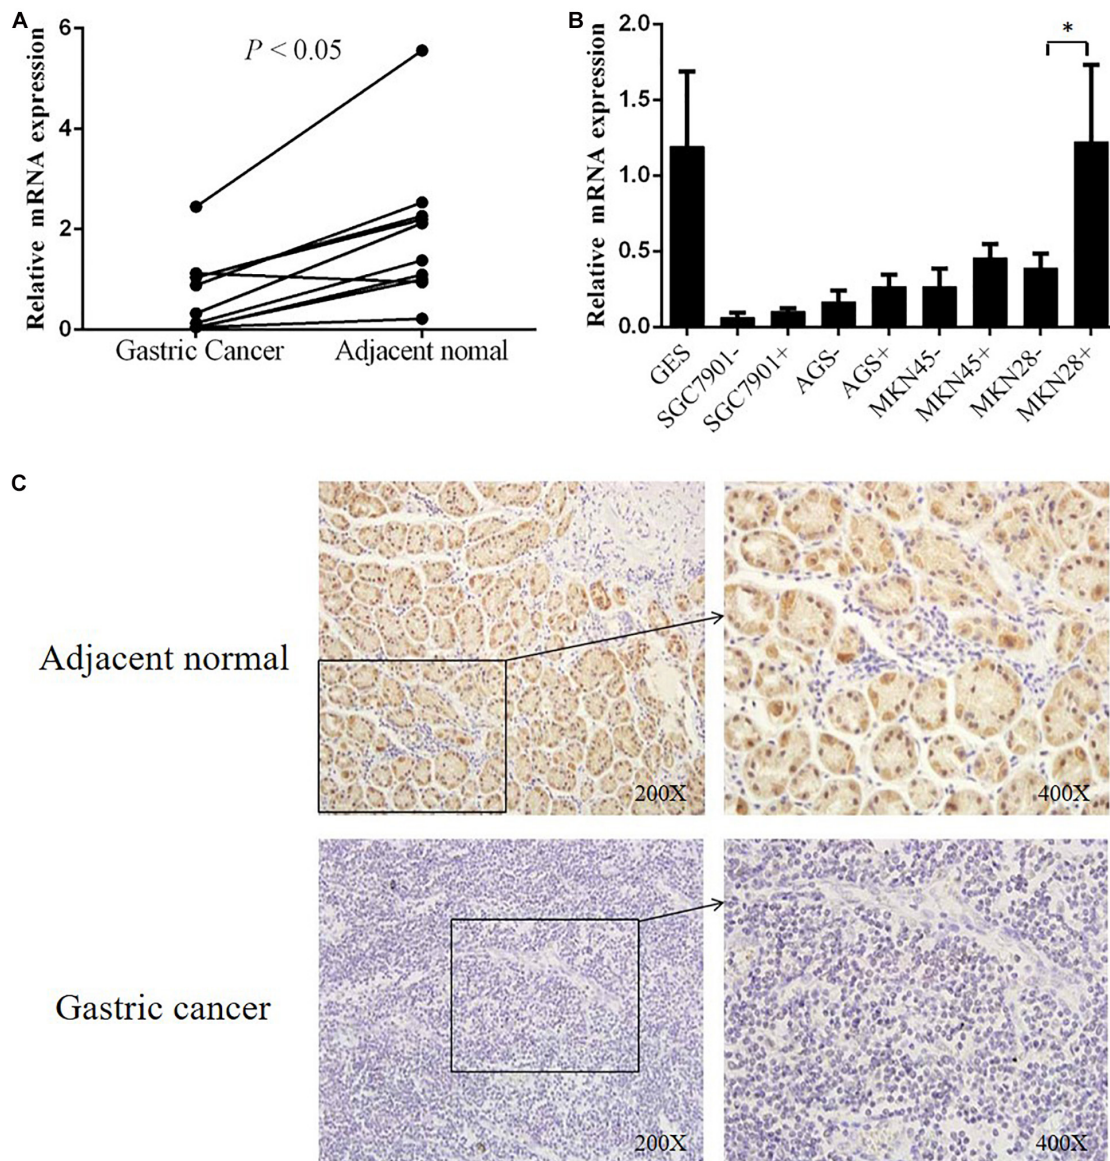 A
Relative mRNA expression
6
4
2
0
P < 0.05
Gastric Cancer
Adjacent nomal
B
Relative mRNA expression
2.0
1.5
1.0
0.5
0.0
*
GES
SGC7901-
SGC7901+
AGS-
AGS+
MKN45-
MKN45+
MKN28-
MKN28+
C
Adjacent normal
200X
400X
Gastric cancer
200X
400X